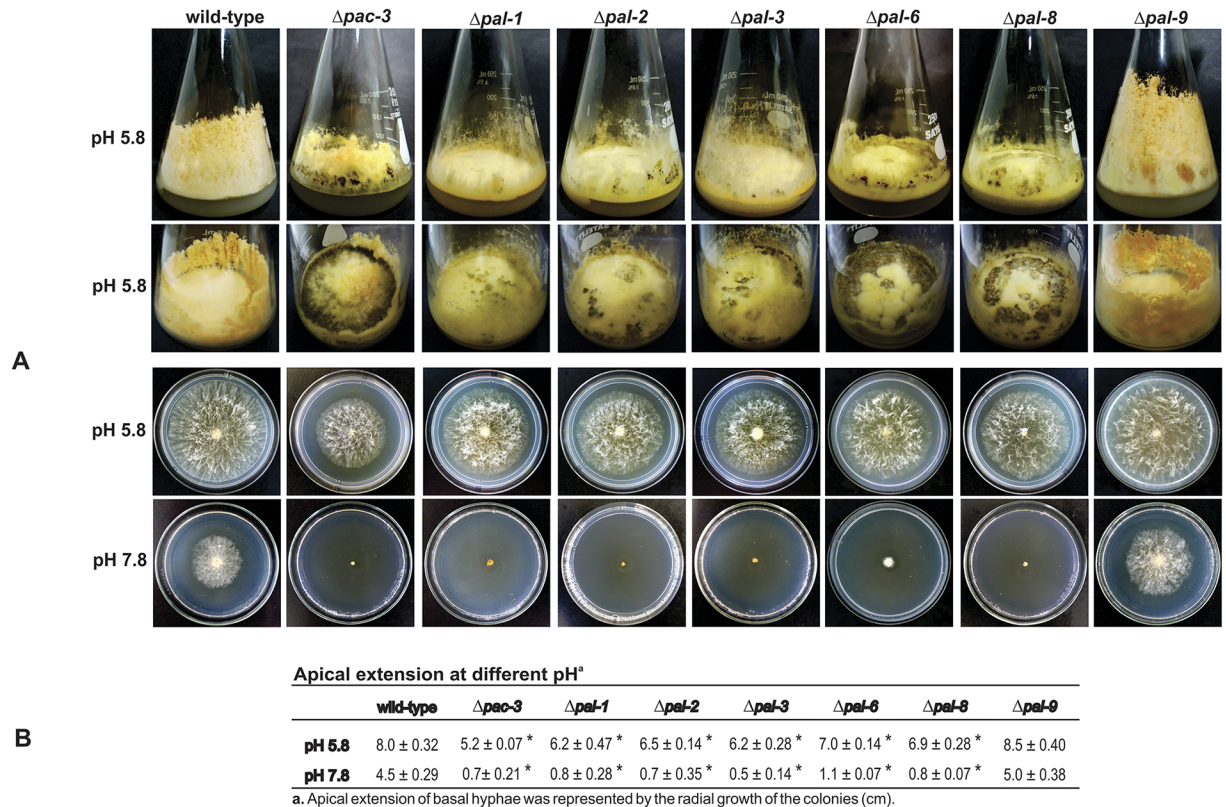 wild-type Δpac-3 Δpal-1 Δpal-2 Δpal-3 Δpal-6 Δpal-8 Δpal-9
pH 5.8
pH 5.8
A
pH 5.8
pH 7.8
B
Apical extension at different pHᵃ
wild-type Δpac-3 Δpal-1 Δpal-2 Δpal-3 Δpal-6 Δpal-8 Δpal-9
pH 5.8 8.0 ± 0.32 5.2 ± 0.07 * 6.2 ± 0.47 * 6.5 ± 0.14 * 6.2 ± 0.28 * 7.0 ± 0.14 * 6.9 ± 0.28 * 8.5 ± 0.40
pH 7.8 4.5 ± 0.29 0.7± 0.21 * 0.8 ± 0.28 * 0.7 ± 0.35 * 0.5 ± 0.14 * 1.1 ± 0.07 * 0.8 ± 0.07 * 5.0 ± 0.38
a. Apical extension of basal hyphae was represented by the radial growth of the colonies (cm).